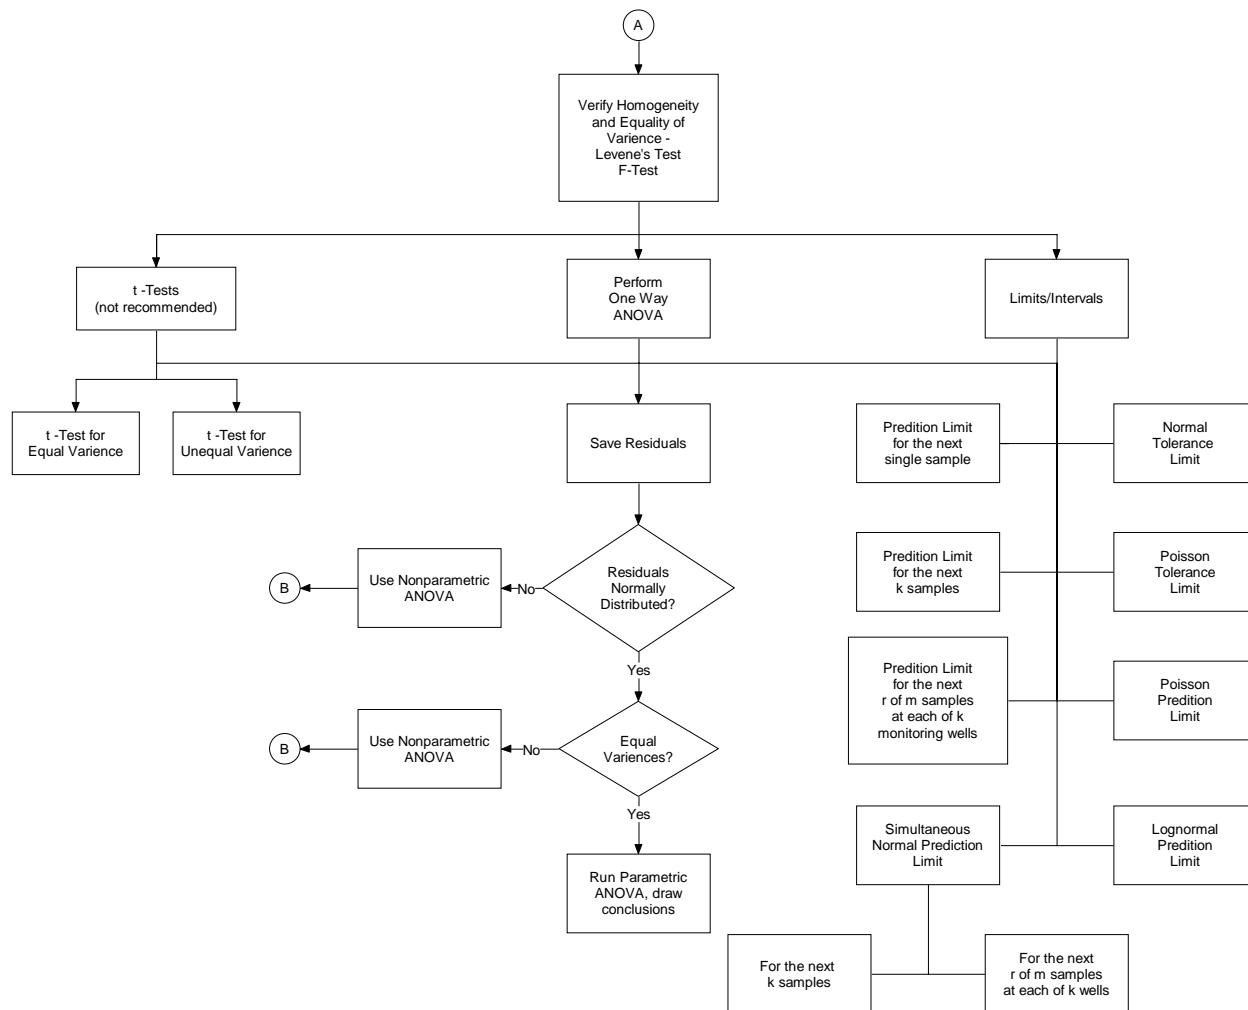 A
Verify Homogeneity
and Equality of
Varience -
Levene's Test
F-Test
t -Tests
(not recommended)
Perform
One Way
ANOVA
Limits/Intervals
t -Test for
Equal Varience
t -Test for
Unequal Varience
Save Residuals
Predition Limit
for the next
single sample
Normal
Tolerance
Limit
B
Use Nonparametric
ANOVA
No
Residuals
Normally
Distributed?
Predition Limit
for the next
k samples
Poisson
Tolerance
Limit
Yes
Predition Limit
for the next
r of m samples
at each of k
monitoring wells
Poisson
Predition
Limit
B
Use Nonparametric
ANOVA
No
Equal
Variences?
Yes
Simultaneous
Normal Prediction
Limit
Lognormal
Predition
Limit
Run Parametric
ANOVA, draw
conclusions
For the next
k samples
For the next
r of m samples
at each of k wells